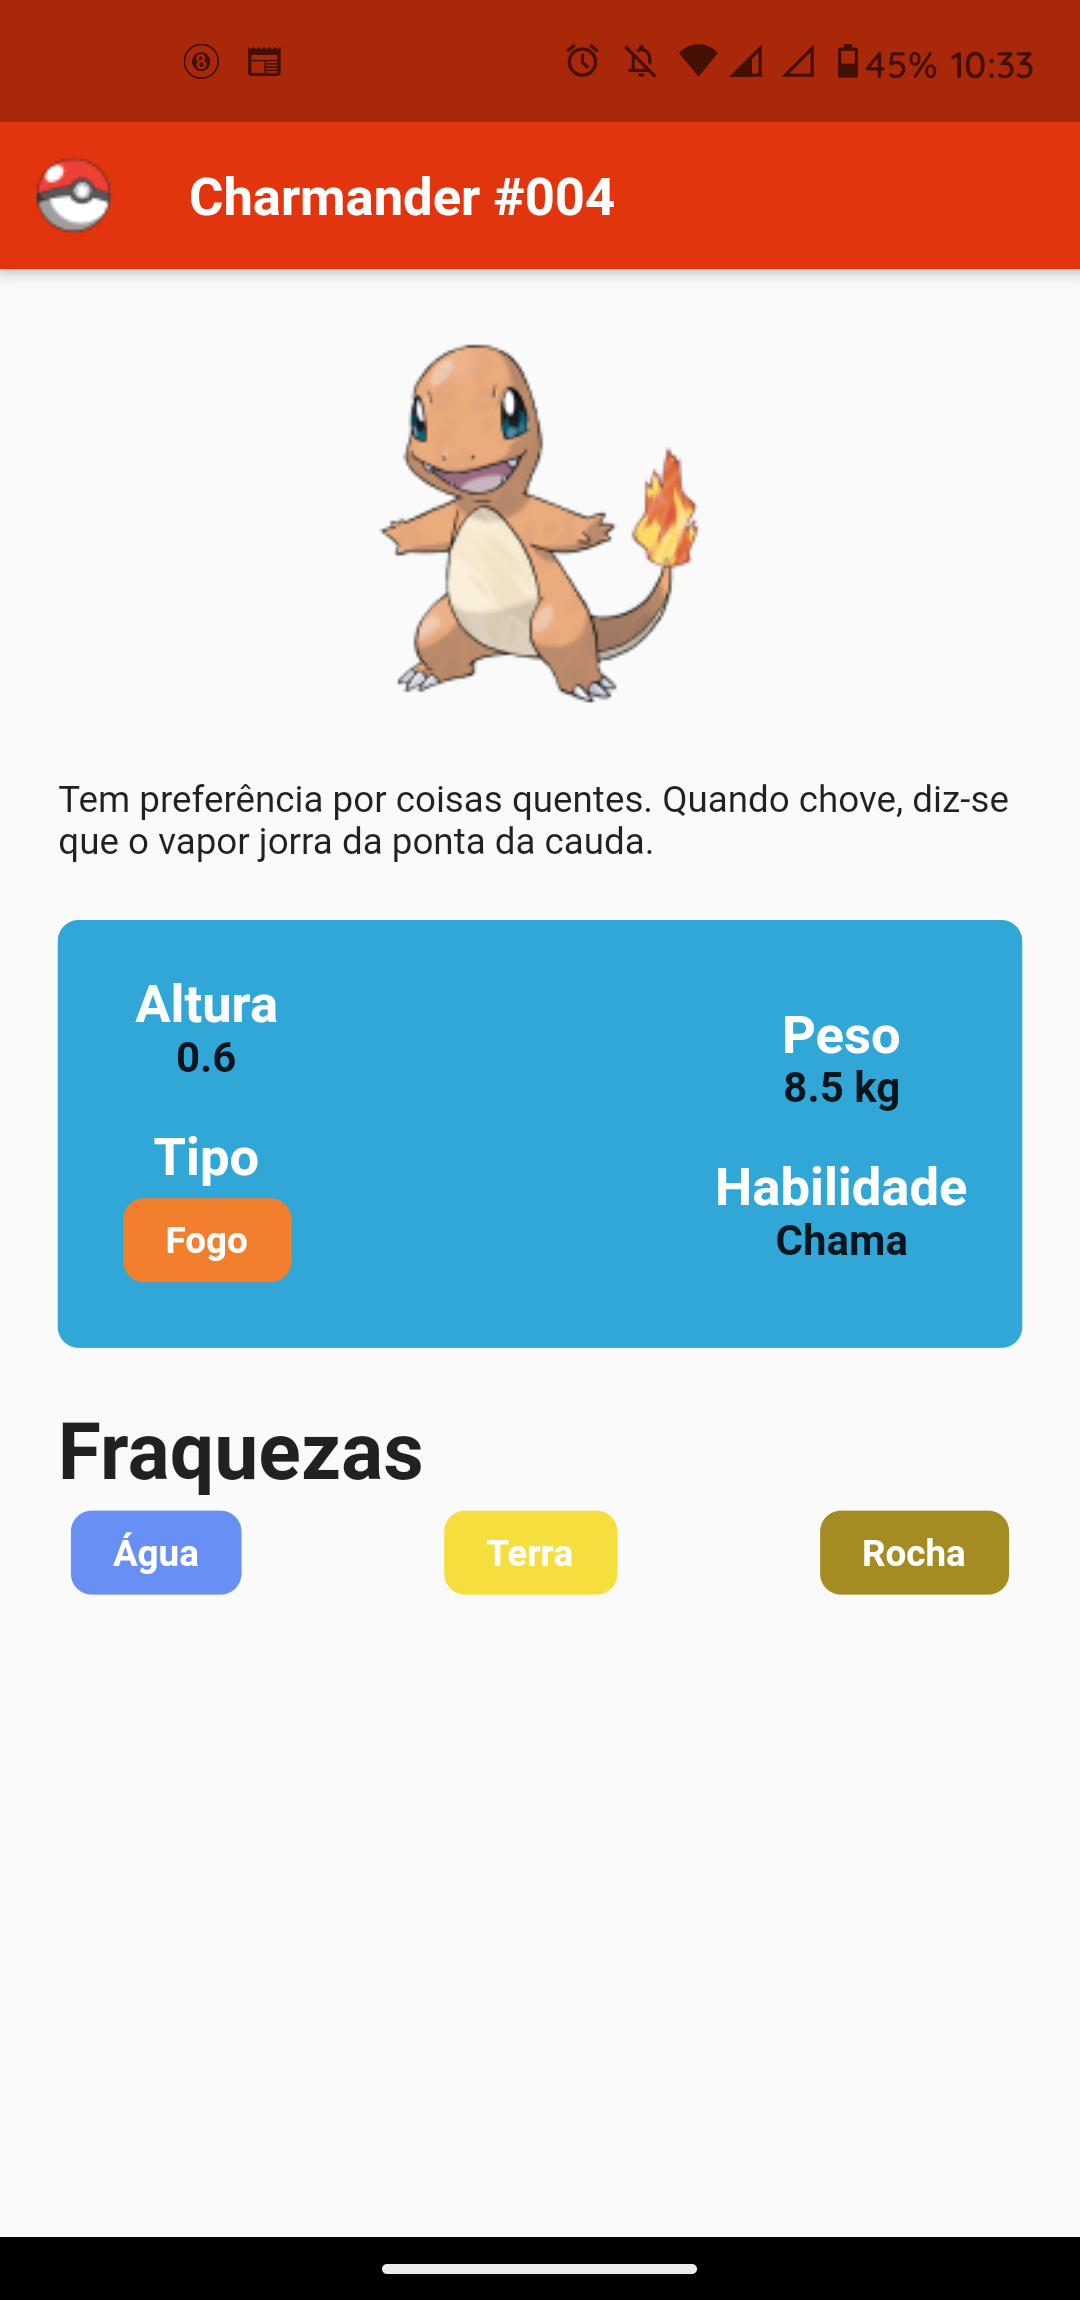 45% 10:33
Charmander #004
Tem preferência por coisas quentes. Quando chove, diz-se
que o vapor jorra da ponta da cauda.
Altura
0.6
Peso
8.5 kg
Tipo
Fogo
Habilidade
Chama
Fraquezas
Água
Terra
Rocha